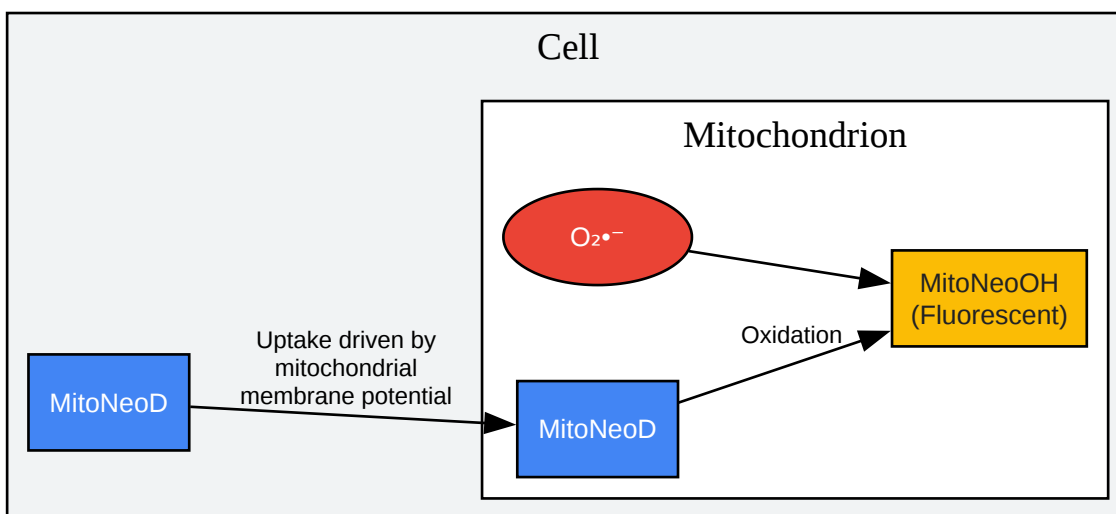 Cell
Mitochondrion
O₂•⁻
MitoNeoOH
(Fluorescent)
Oxidation
Uptake driven by
mitochondrial
membrane potential
MitoNeoD
MitoNeoD